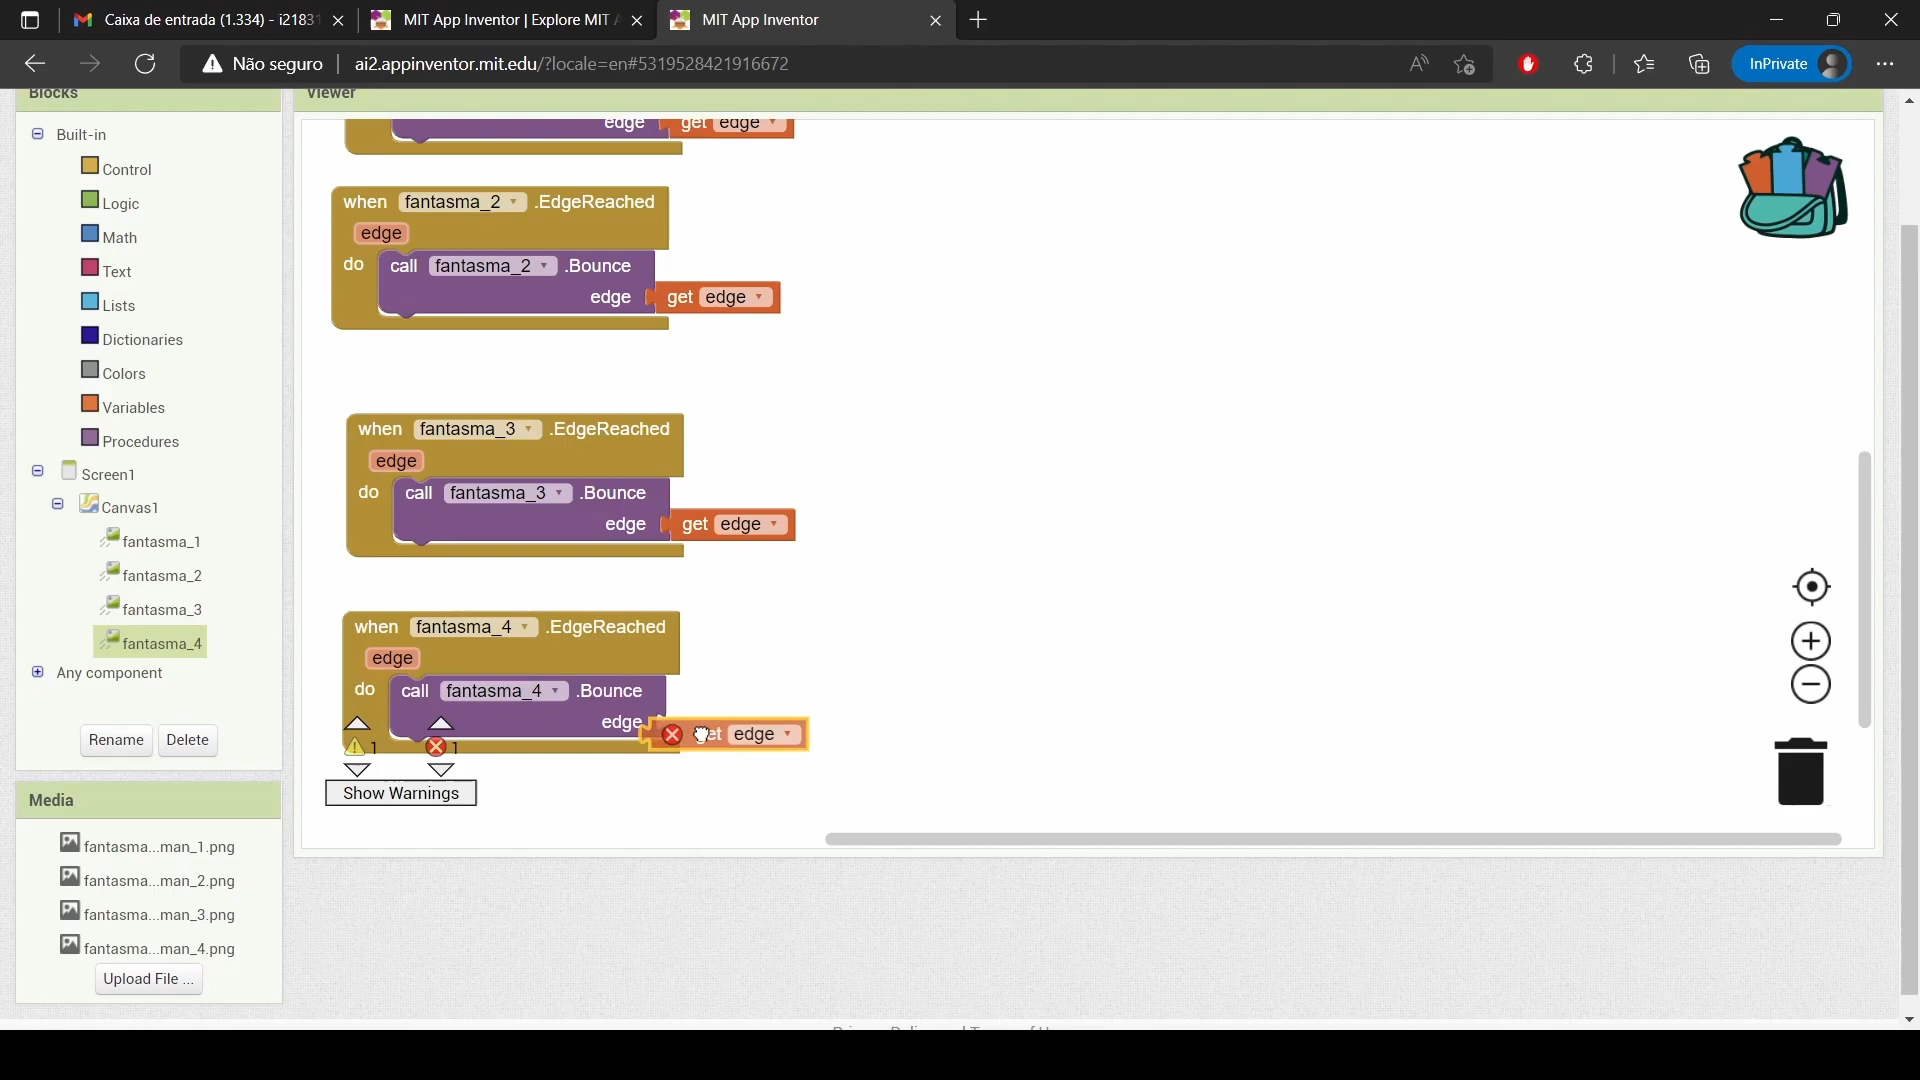 Caixa de entrada (1.334) - i2183
MIT App Inventor | Explore MIT A
MIT App Inventor
Não seguro
ai2.appinventor.mit.edu/?locale=en#5319528421916672
InPrivate
Blocks
Viewer
Built-in
Control
Logic
Math
Text
Lists
Dictionaries
Colors
Variables
Procedures
Screen1
Canvas1
fantasma_1
fantasma_2
fantasma_3
fantasma_4
Any component
Rename
Delete
Media
fantasma...man_1.png
fantasma...man_2.png
fantasma...man_3.png
fantasma...man_4.png
Upload File ...
edge get edge
when fantasma_2 .EdgeReached
edge
do call fantasma_2 .Bounce
edge get edge
when fantasma_3 .EdgeReached
edge
do call fantasma_3 .Bounce
edge get edge
when fantasma_4 .EdgeReached
edge
do call fantasma_4 .Bounce
edge get edge
1 1
Show Warnings